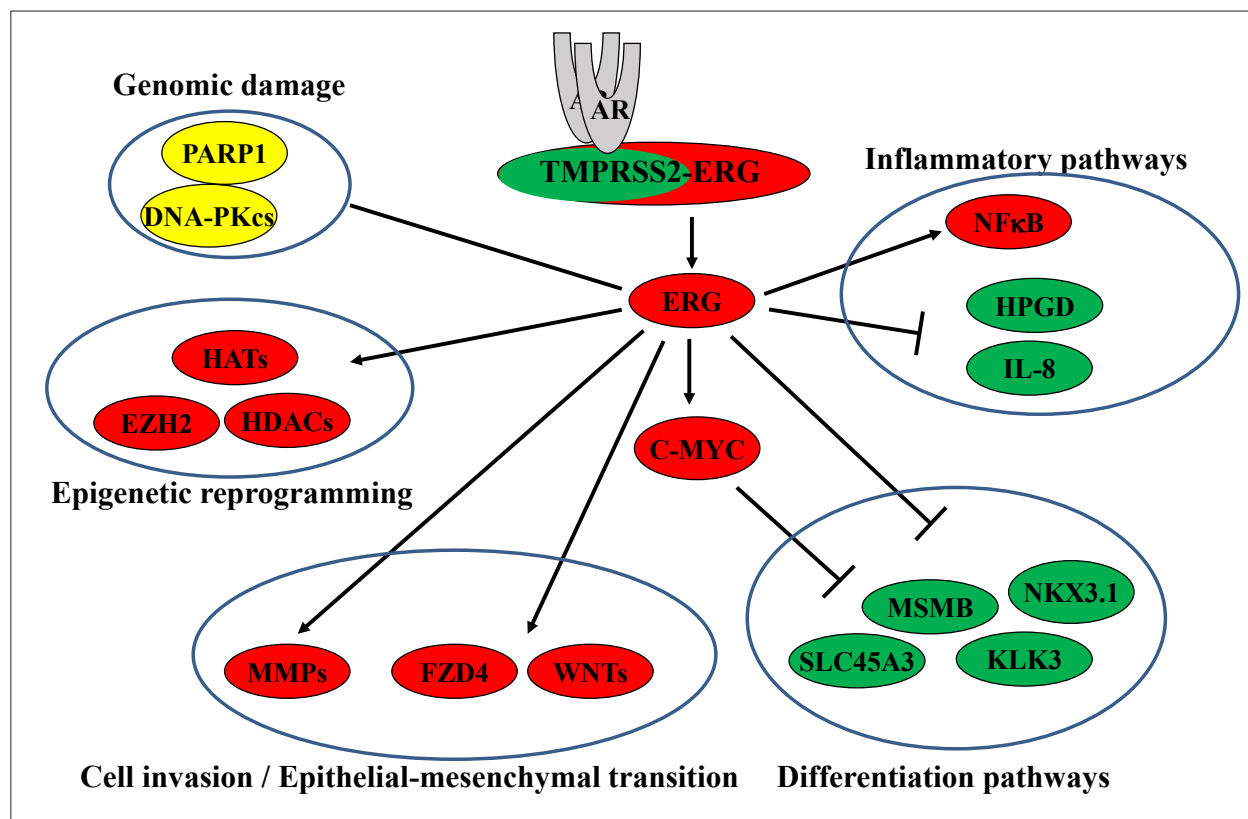 Genomic damage
PARP1
DNA-PKcs
AR
TMPRSS2-ERG
Inflammatory pathways
NFκB
HPGD
IL-8
ERG
HATs
EZH2
HDACs
Epigenetic reprogramming
C-MYC
MMPs
FZD4
WNTs
Cell invasion / Epithelial-mesenchymal transition
MSMB
NKX3.1
SLC45A3
KLK3
Differentiation pathways